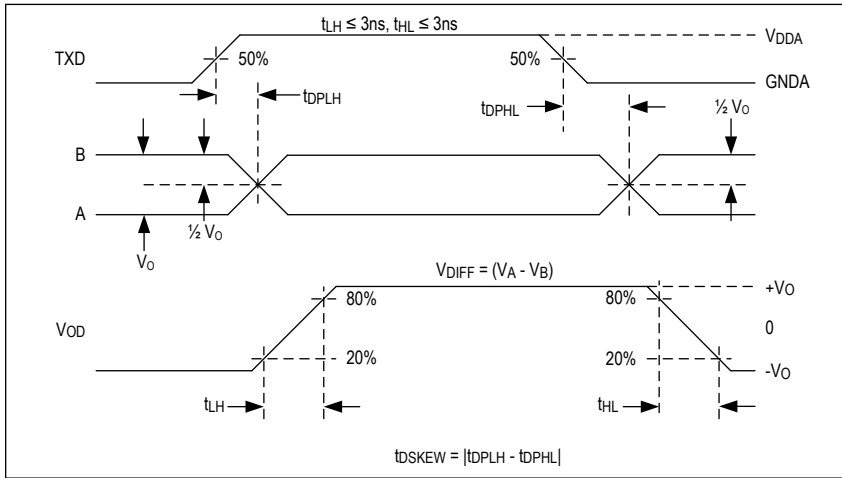 tLH ≤ 3ns, tHL ≤ 3ns
VDDA
TXD
50%
50%
GNDA
tDPLH
tDPHL
½ VO
B
A
½ VO
VO
VDIFF = (VA - VB)
+VO
80%
80%
VOD
0
20%
20%
-VO
tLH
tHL
tDSKEW = |tDPLH - tDPHL|